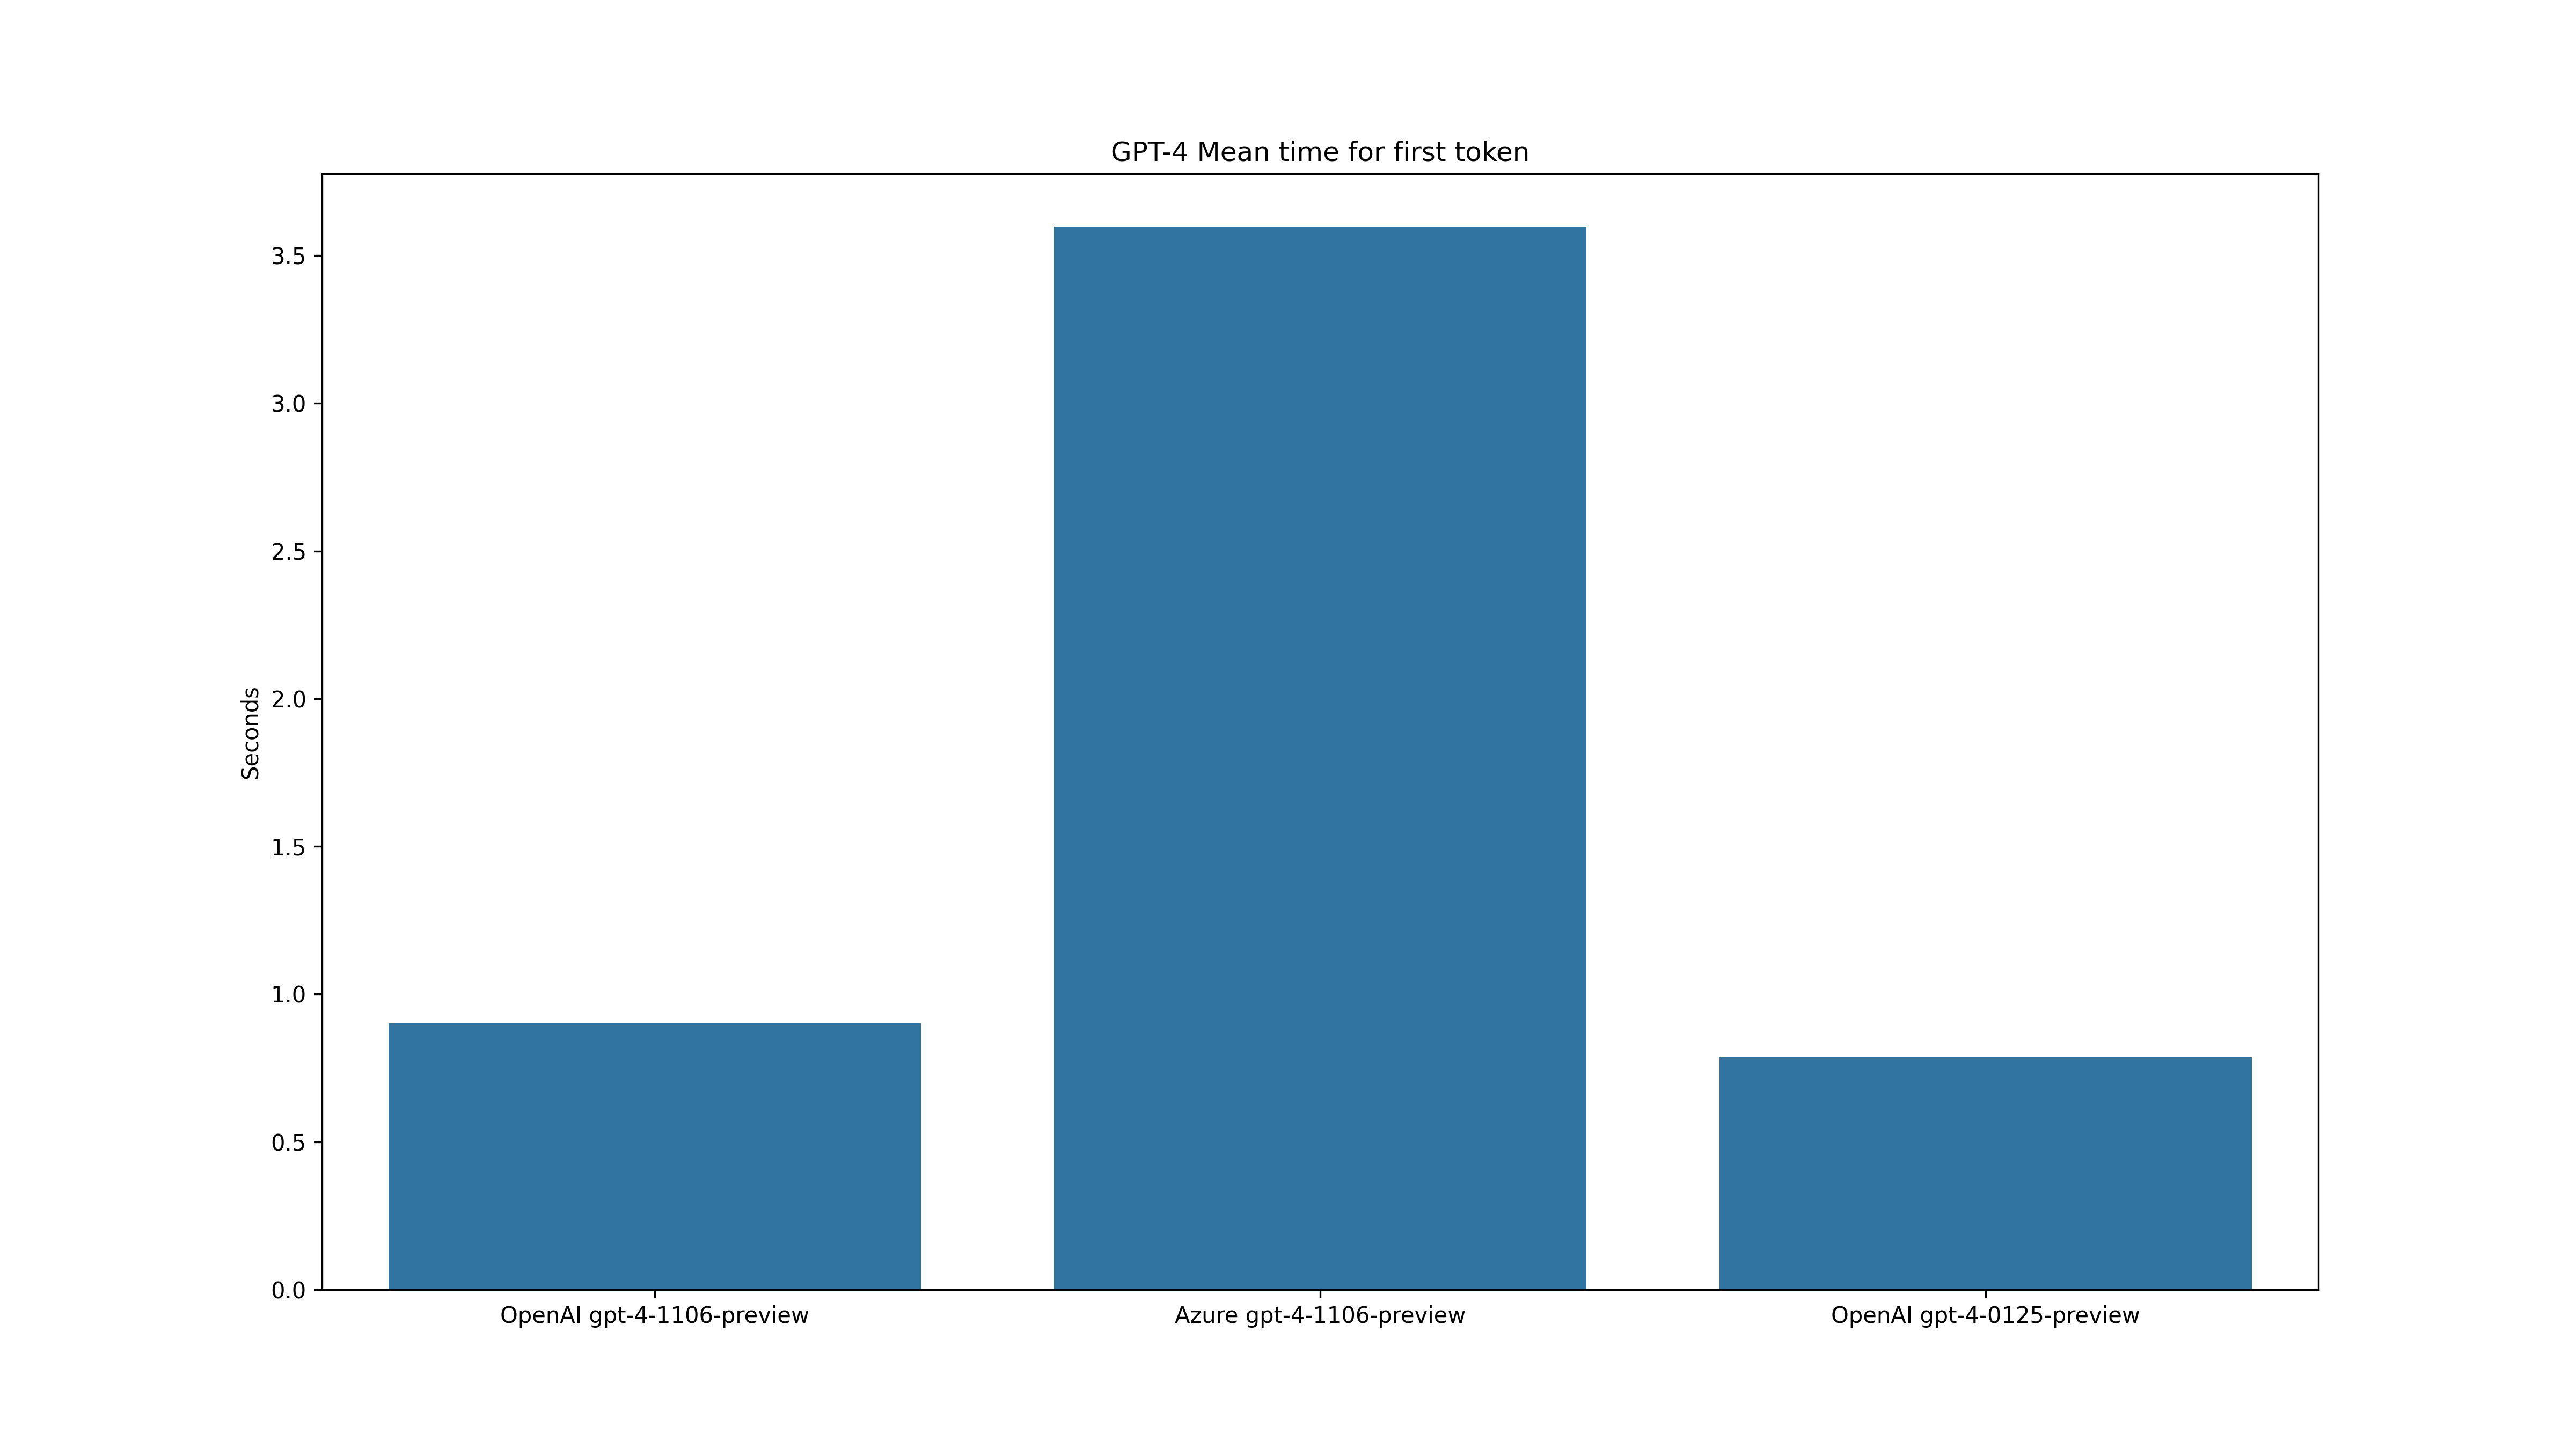 GPT-4 Mean time for first token
3.5
3.0
2.5
2.0
1.5
1.0
0.5
0.0
Seconds
OpenAI gpt-4-1106-preview
Azure gpt-4-1106-preview
OpenAI gpt-4-0125-preview